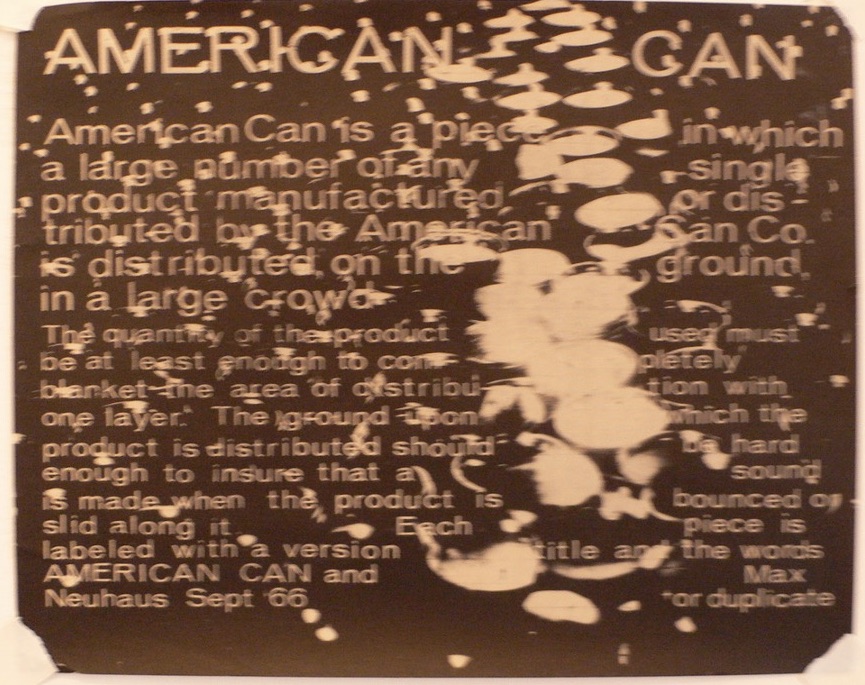 AMERICAN CAN
American Can is a piece in which
a large number of any single
product manufactured or dis
tributed by the American Can Co.
is distributed on the ground,
in a large crowd
The quantity of the product used must
be at least enough to com pletely
blanket the area of distribu tion with
one layer. The ground upon which the
product is distributed should be hard
enough to insure that a sound
is made when the product is bounced or
slid along it. Each piece is
labeled with a version title and the words
AMERICAN CAN and Max
Neuhaus Sept '66 or duplicate